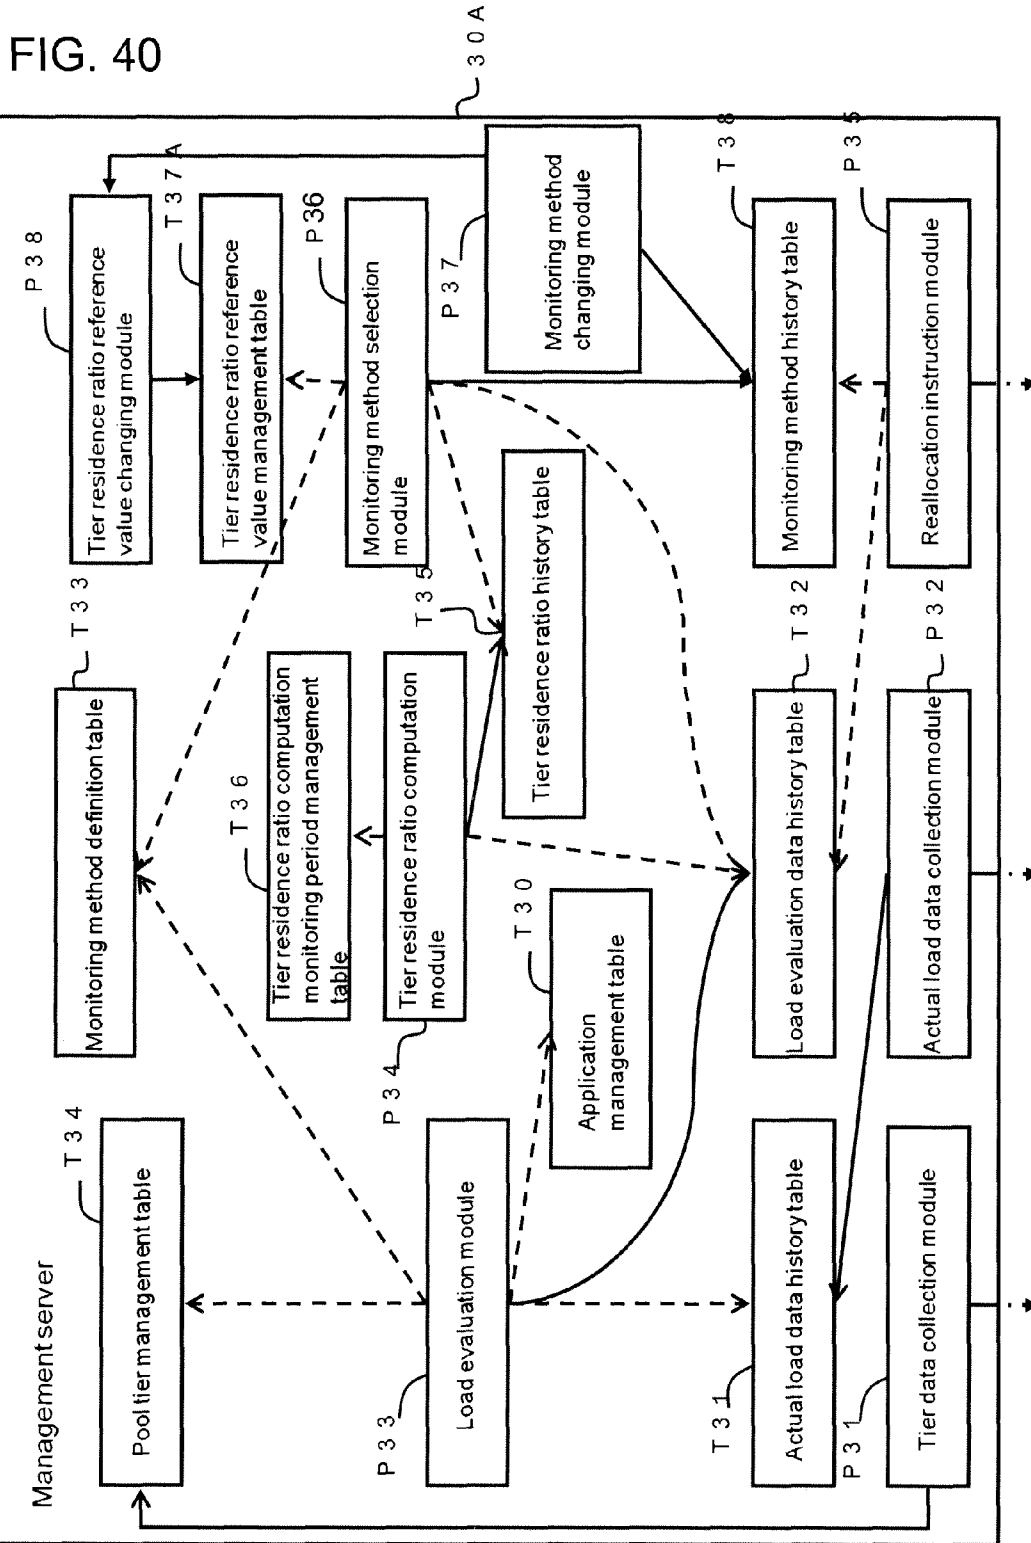 FIG. 40
30A
Management server
Pool tier management table
T34
Monitoring method definition table
T33
Tier residence ratio reference
value changing module
P38
Tier residence ratio reference
value management table
T37A
Tier residence ratio computation
monitoring period management
table
T36
Monitoring method selection
module
P36
Load evaluation module
P33
Tier residence ratio computation
module
P34
Tier residence ratio history table
T35
Monitoring method
changing module
P37
Application
management table
T30
Actual load data history table
T31
Load evaluation data history table
T32
Monitoring method history table
T38
Tier data collection module
P31
Actual load data collection module
P32
Reallocation instruction module
P35